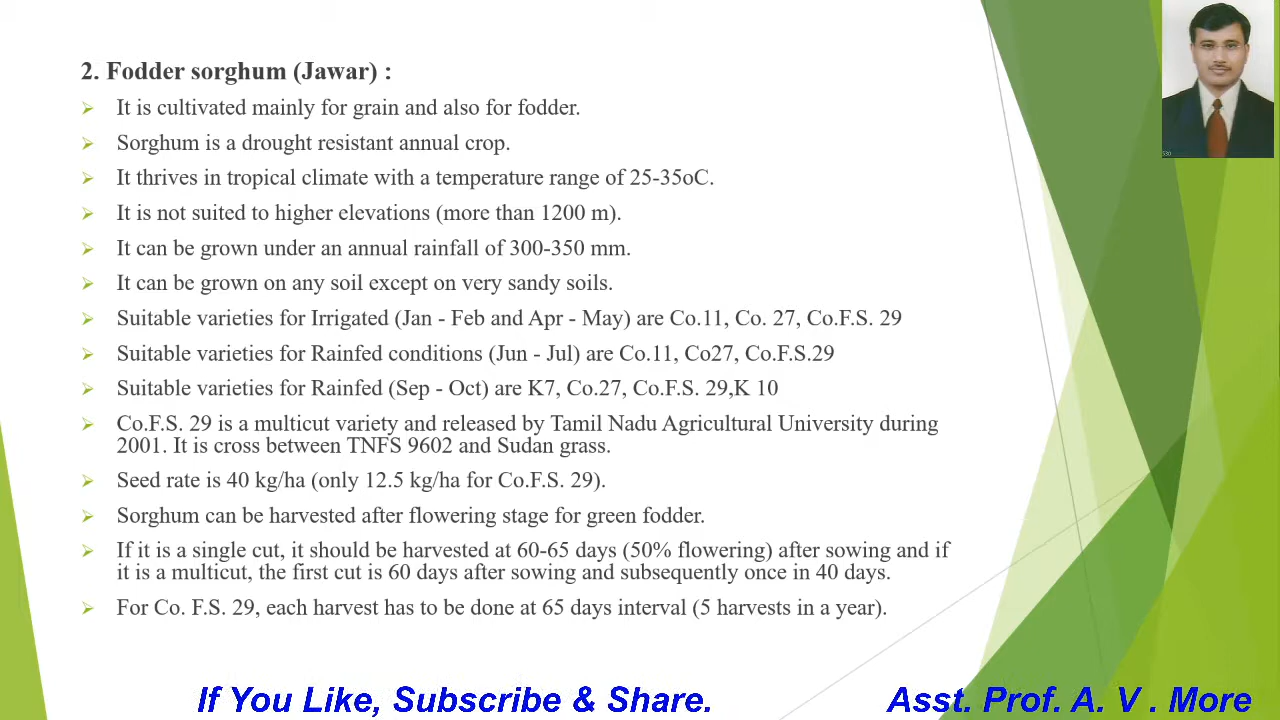 2. Fodder sorghum (Jawar) :
It is cultivated mainly for grain and also for fodder.
Sorghum is a drought resistant annual crop.
It thrives in tropical climate with a temperature range of 25-35oC.
It is not suited to higher elevations (more than 1200 m).
It can be grown under an annual rainfall of 300-350 mm.
It can be grown on any soil except on very sandy soils.
Suitable varieties for Irrigated (Jan - Feb and Apr - May) are Co.11, Co. 27, Co.F.S. 29
Suitable varieties for Rainfed conditions (Jun - Jul) are Co.11, Co27, Co.F.S.29
Suitable varieties for Rainfed (Sep - Oct) are K7, Co.27, Co.F.S. 29,K 10
Co.F.S. 29 is a multicut variety and released by Tamil Nadu Agricultural University during
2001. It is cross between TNFS 9602 and Sudan grass.
Seed rate is 40 kg/ha (only 12.5 kg/ha for Co.F.S. 29).
Sorghum can be harvested after flowering stage for green fodder.
If it is a single cut, it should be harvested at 60-65 days (50% flowering) after sowing and if
it is a multicut, the first cut is 60 days after sowing and subsequently once in 40 days.
For Co. F.S. 29, each harvest has to be done at 65 days interval (5 harvests in a year).
If You Like, Subscribe & Share.
Asst. Prof. A. V . More